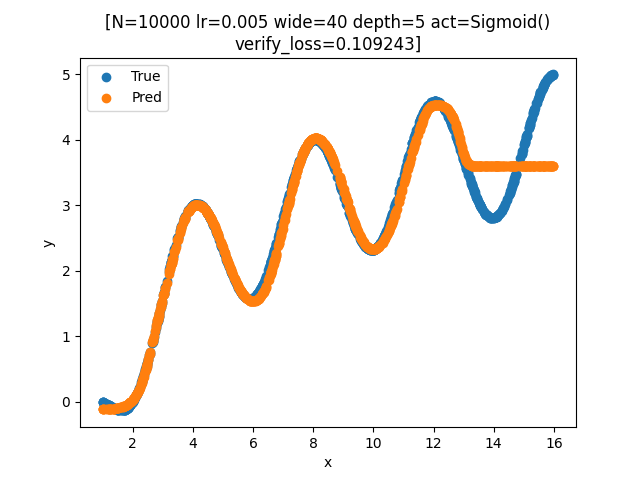 [N=10000 lr=0.005 wide=40 depth=5 act=Sigmoid()
verify_loss=0.109243]
True
Pred
5
4
3
2
1
0
y
2 4 6 8 10 12 14 16
x